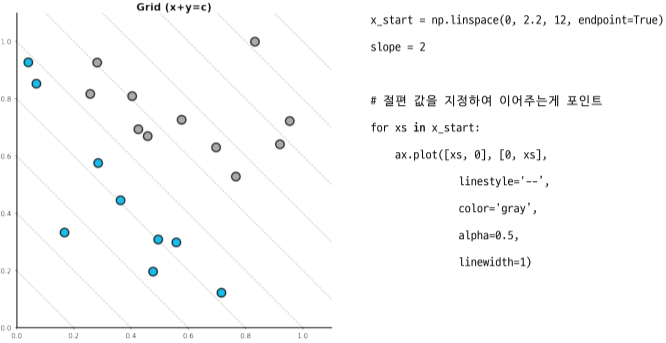 Grid (x+y=c)
1.0
0.8
0.6
0.4
0.2
0.0
0.0 0.2 0.4 0.6 0.8 1.0
x_start = np.linspace(0, 2.2, 12, endpoint=True)
slope = 2
# 절편 값을 지정하여 이어주는게 포인트
for xs in x_start:
ax.plot([xs, 0], [0, xs],
linestyle='--’,
color='gray’,
alpha=0.5,
linewidth=1)